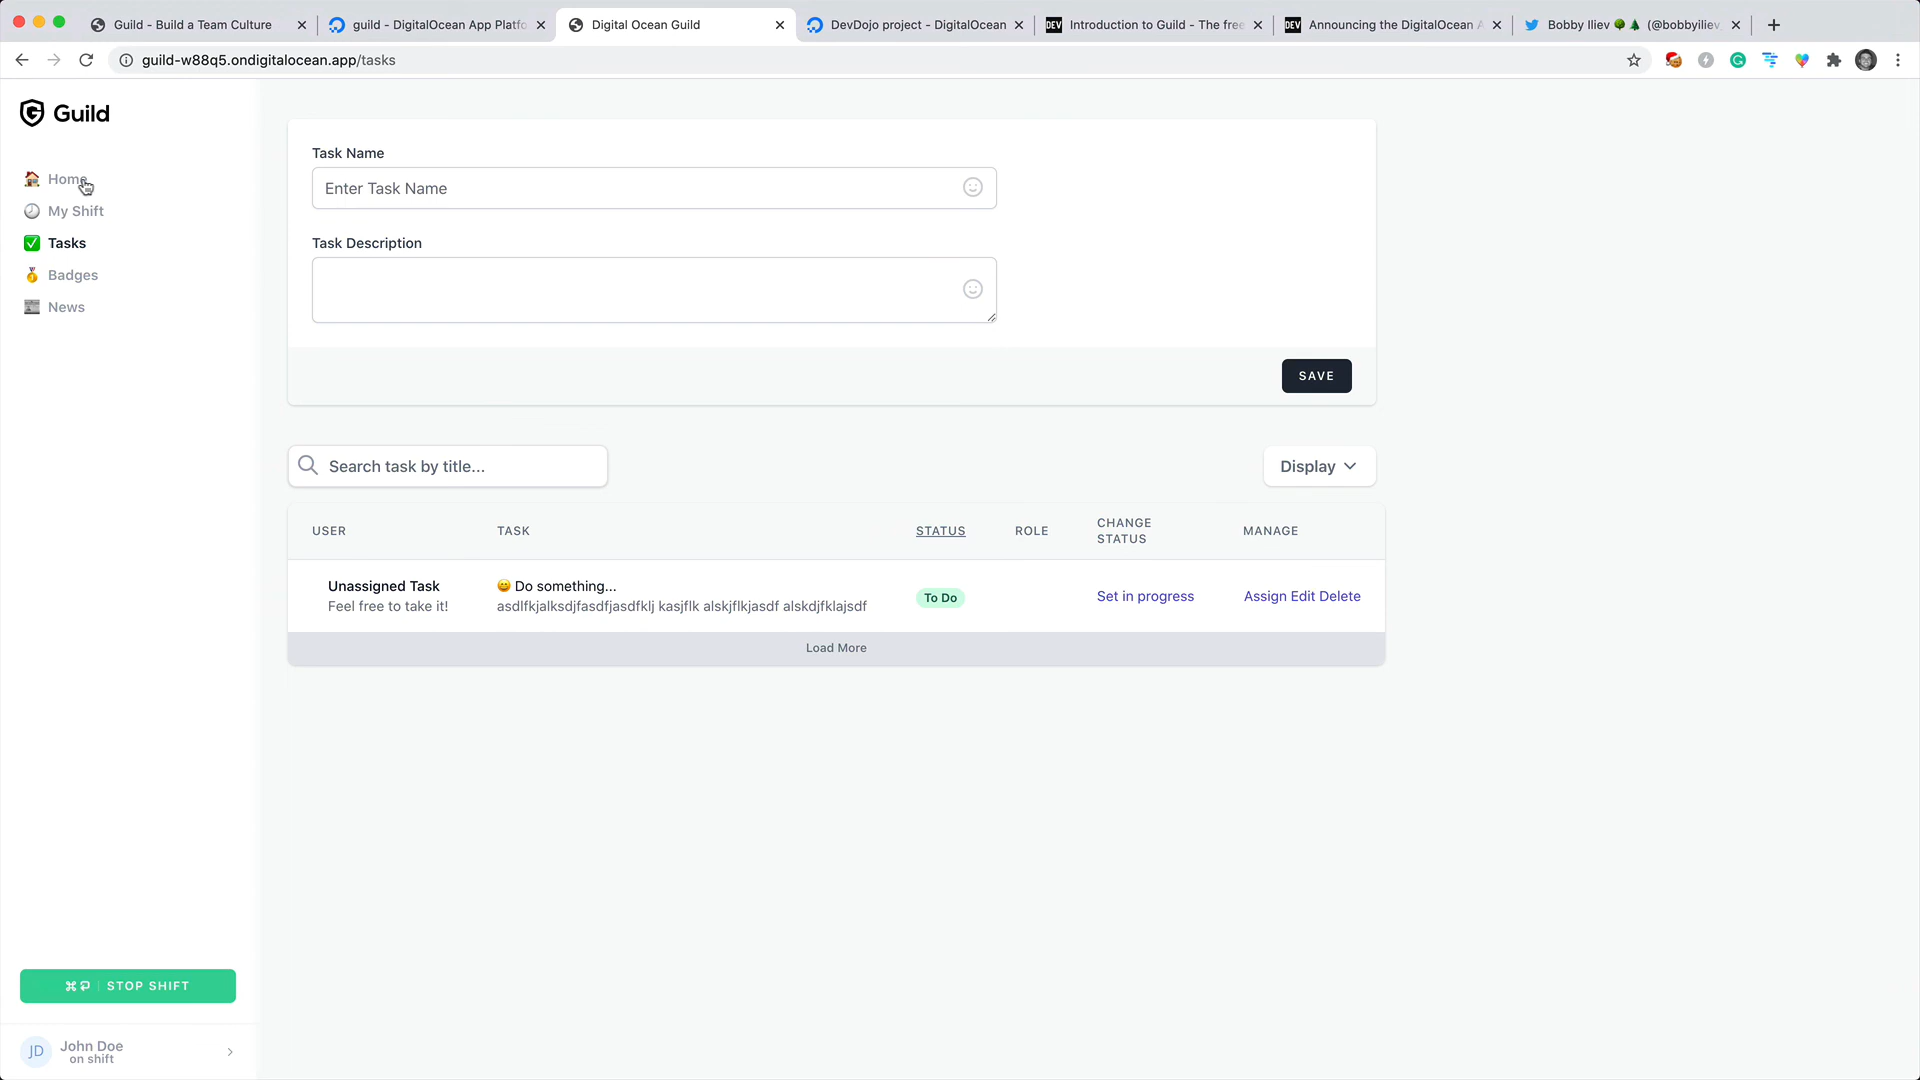 Guild - Build a Team Culture
guild - DigitalOcean App Platfo
Digital Ocean Guild
DevDojo project - DigitalOcean
DEV Introduction to Guild - The free
DEV Announcing the DigitalOcean A
Bobby Iliev 🌳🌲 (@bobbyiliev
guild-w88q5.ondigitalocean.app/tasks
Guild
Home
My Shift
Tasks
Badges
News
Task Name
Enter Task Name
Task Description
SAVE
Search task by title...
Display
USER TASK STATUS ROLE CHANGE STATUS MANAGE
Unassigned Task
Feel free to take it!
😄 Do something...
asdlfkjalksdjfasdfjasdfklj kasjflk alskjflkjasdf alskdjfklajsdf
To Do
Set in progress
Assign Edit Delete
Load More
STOP SHIFT
JD
John Doe
on shift